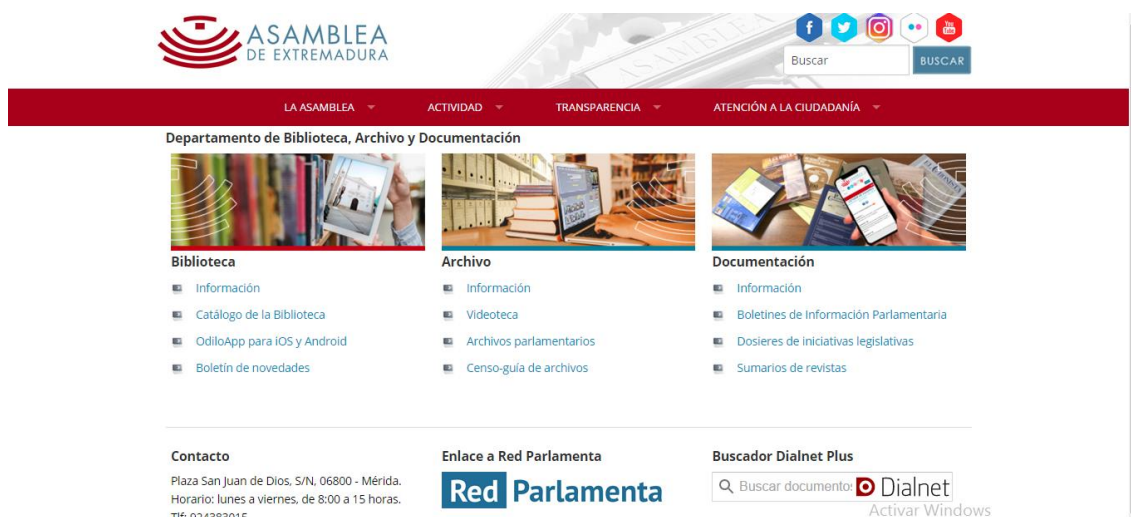 ASAMBLEA
DE EXTREMADURA
Buscar
BUSCAR
LA ASAMBLEA
ACTIVIDAD
TRANSPARENCIA
ATENCIÓN A LA CIUDADANÍA
Departamento de Biblioteca, Archivo y Documentación
Biblioteca
Información
Catálogo de la Biblioteca
OdiloApp para iOS y Android
Boletín de novedades
Archivo
Información
Videoteca
Archivos parlamentarios
Censo-guía de archivos
Documentación
Información
Boletines de Información Parlamentaria
Dosieres de iniciativas legislativas
Sumarios de revistas
Contacto
Plaza San Juan de Dios, S/N, 06800 - Mérida.
Horario: lunes a viernes, de 8:00 a 15 horas.
Tlf: 924383015
Enlace a Red Parlamenta
Red Parlamenta
Buscador Dialnet Plus
Buscar documentos
Dialnet
Activar Windows